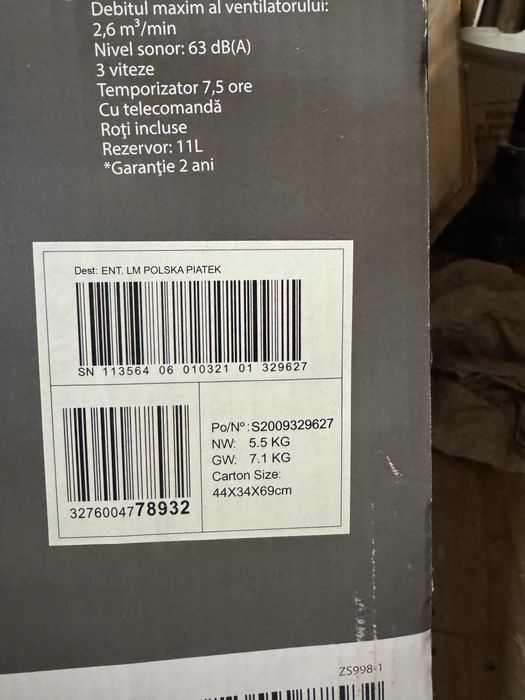 Debitul maxim al ventilatorului:
2,6 m³/min
Nivel sonor: 63 dB(A)
3 viteze
Temporizator 7,5 ore
Cu telecomandă
Roţi incluse
Rezervor: 11L
*Garanţie 2 ani
Dest: ENT. LM POLSKA PIATEK
SN 113564 06 010321 01 329627
Po/Nº:S2009329627
NW: 5.5 KG
GW: 7.1 KG
Carton Size:
44X34X69cm
3276004778932
ZS998-1